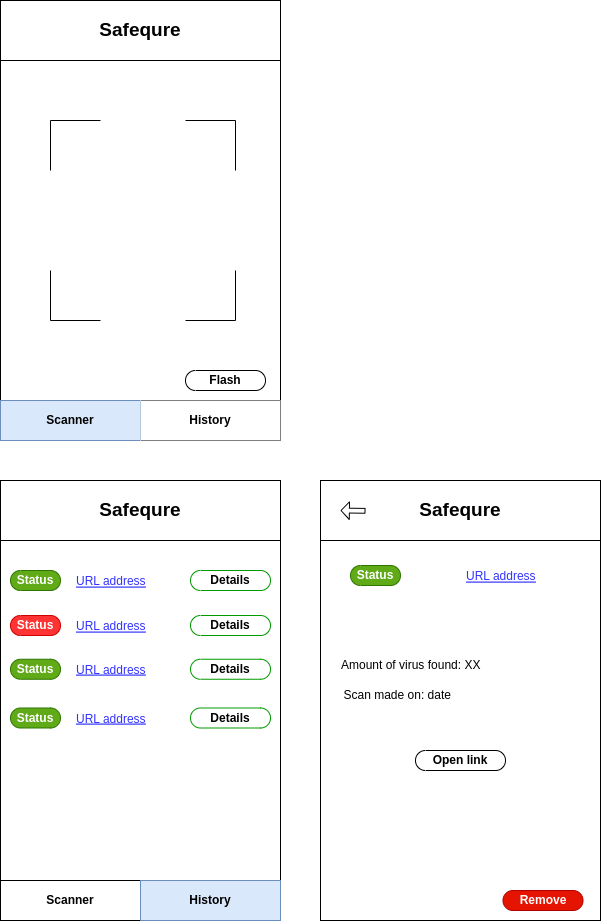 Safequre
Flash
Scanner History
Safequre
Status URL address Details
Status URL address Details
Status URL address Details
Status URL address Details
Scanner History
Safequre
Status URL address
Amount of virus found: XX
Scan made on: date
Open link
Remove